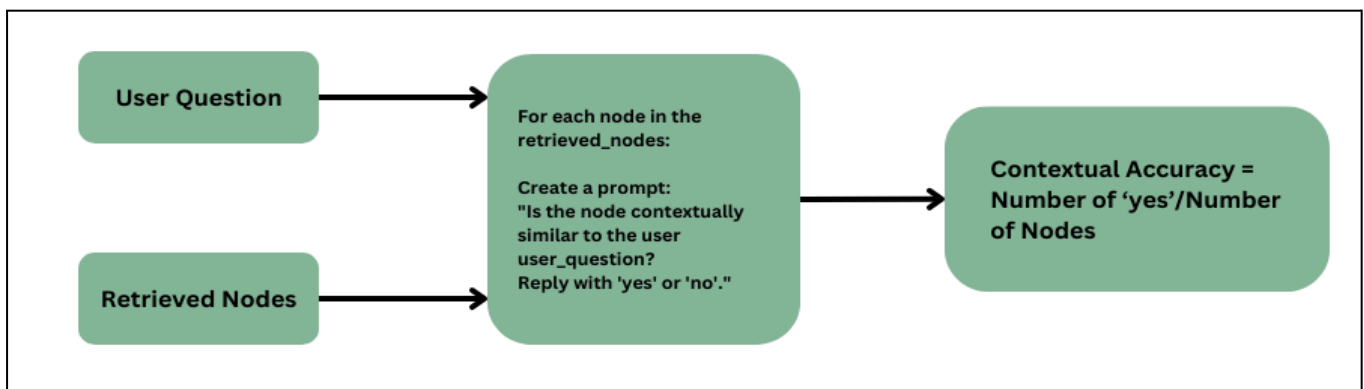 User Question
Retrieved Nodes
For each node in the
retrieved_nodes:
Create a prompt:
"Is the node contextually
similar to the user
user_question?
Reply with 'yes' or 'no'."
Contextual Accuracy =
Number of ‘yes’/Number
of Nodes